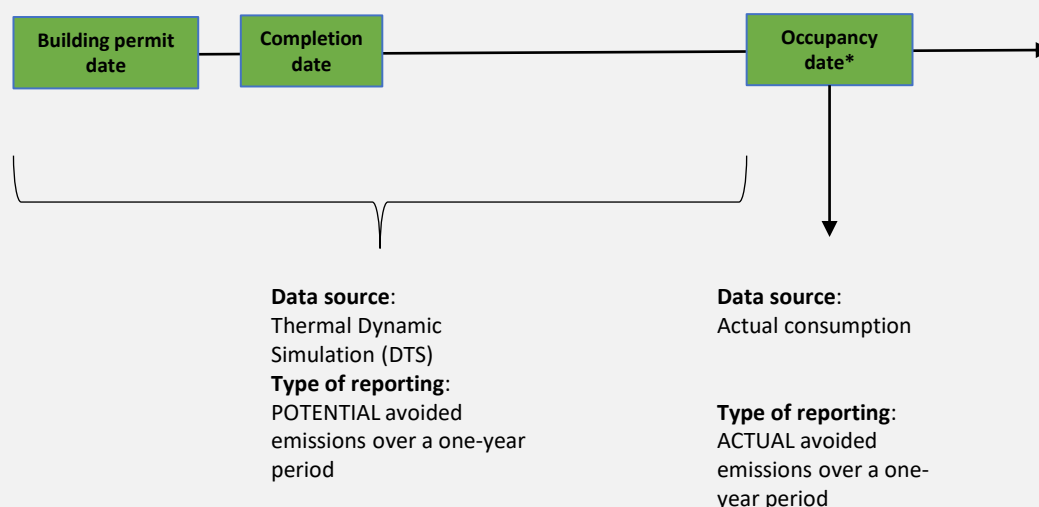 Building permit
date
Completion
date
Occupancy
date*
Data source:
Thermal Dynamic
Simulation (DTS)
Type of reporting:
POTENTIAL avoided
emissions over a one-year
period
Data source:
Actual consumption
Type of reporting:
ACTUAL avoided
emissions over a one-
year period